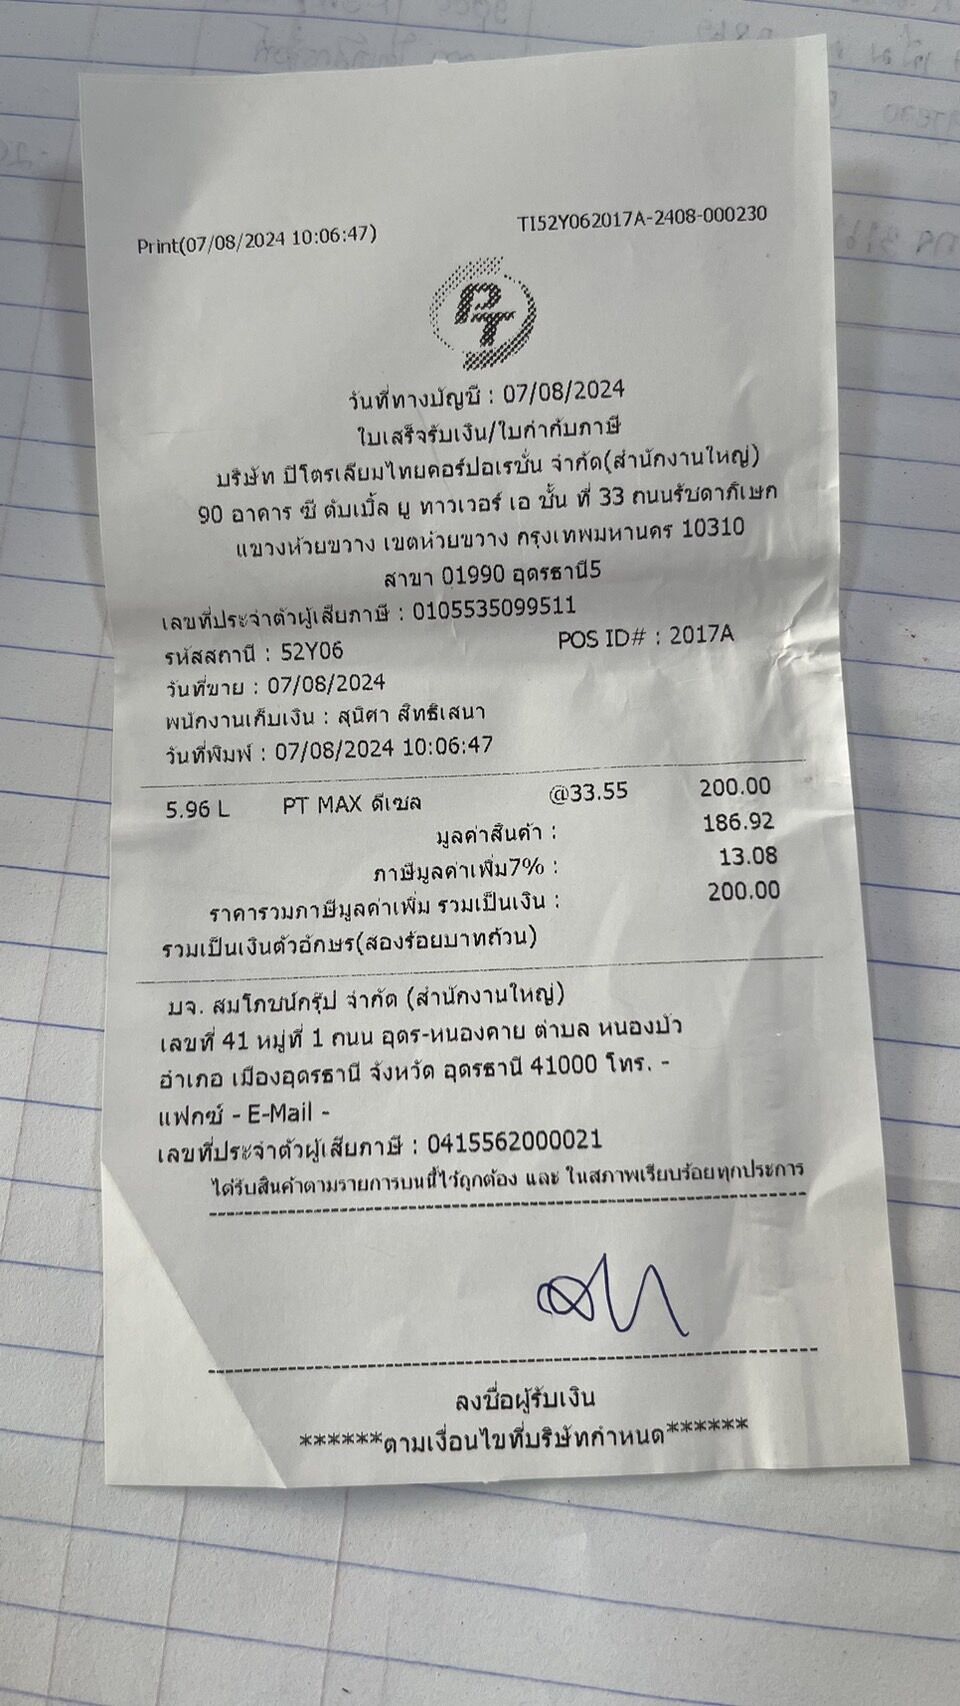 Print(07/08/2024 10:06:47) TI52Y062017A-2408-000230
PT
วันที่ทางบัญชี : 07/08/2024
ใบเสร็จรับเงิน/ใบกำกับภาษี
บริษัท ปิโตรเลียมไทยคอร์ปอเรชั่น จำกัด(สำนักงานใหญ่)
90 อาคาร ซี ดับเบิ้ล ยู ทาวเวอร์ เอ ชั้น ที่ 33 ถนนรัชดาภิเษก
แขวงห้วยขวาง เขตห้วยขวาง กรุงเทพมหานคร 10310
สาขา 01990 อุดรธานี5
เลขที่ประจำตัวผู้เสียภาษี : 0105535099511
รหัสสถานี : 52Y06 POS ID# : 2017A
วันที่ขาย : 07/08/2024
พนักงานเก็บเงิน : สุนิศา สิทธิเสนา
วันที่พิมพ์ : 07/08/2024 10:06:47
5.96 L PT MAX ดีเซล @33.55 200.00
มูลค่าสินค้า : 186.92
ภาษีมูลค่าเพิ่ม7% : 13.08
ราคารวมภาษีมูลค่าเพิ่ม รวมเป็นเงิน : 200.00
รวมเป็นเงินตัวอักษร(สองร้อยบาทถ้วน)
บจ. สมโภชน์กรุ๊ป จำกัด (สำนักงานใหญ่)
เลขที่ 41 หมู่ที่ 1 ถนน อุดร-หนองคาย ตำบล หนองบัว
อำเภอ เมืองอุดรธานี จังหวัด อุดรธานี 41000 โทร. -
แฟกซ์ - E-Mail -
เลขที่ประจำตัวผู้เสียภาษี : 0415562000021
ได้รับสินค้าตามรายการบนนี้ไว้ถูกต้อง และ ในสภาพเรียบร้อยทุกประการ
ลงชื่อผู้รับเงิน
******ตามเงื่อนไขที่บริษัทกำหนด******